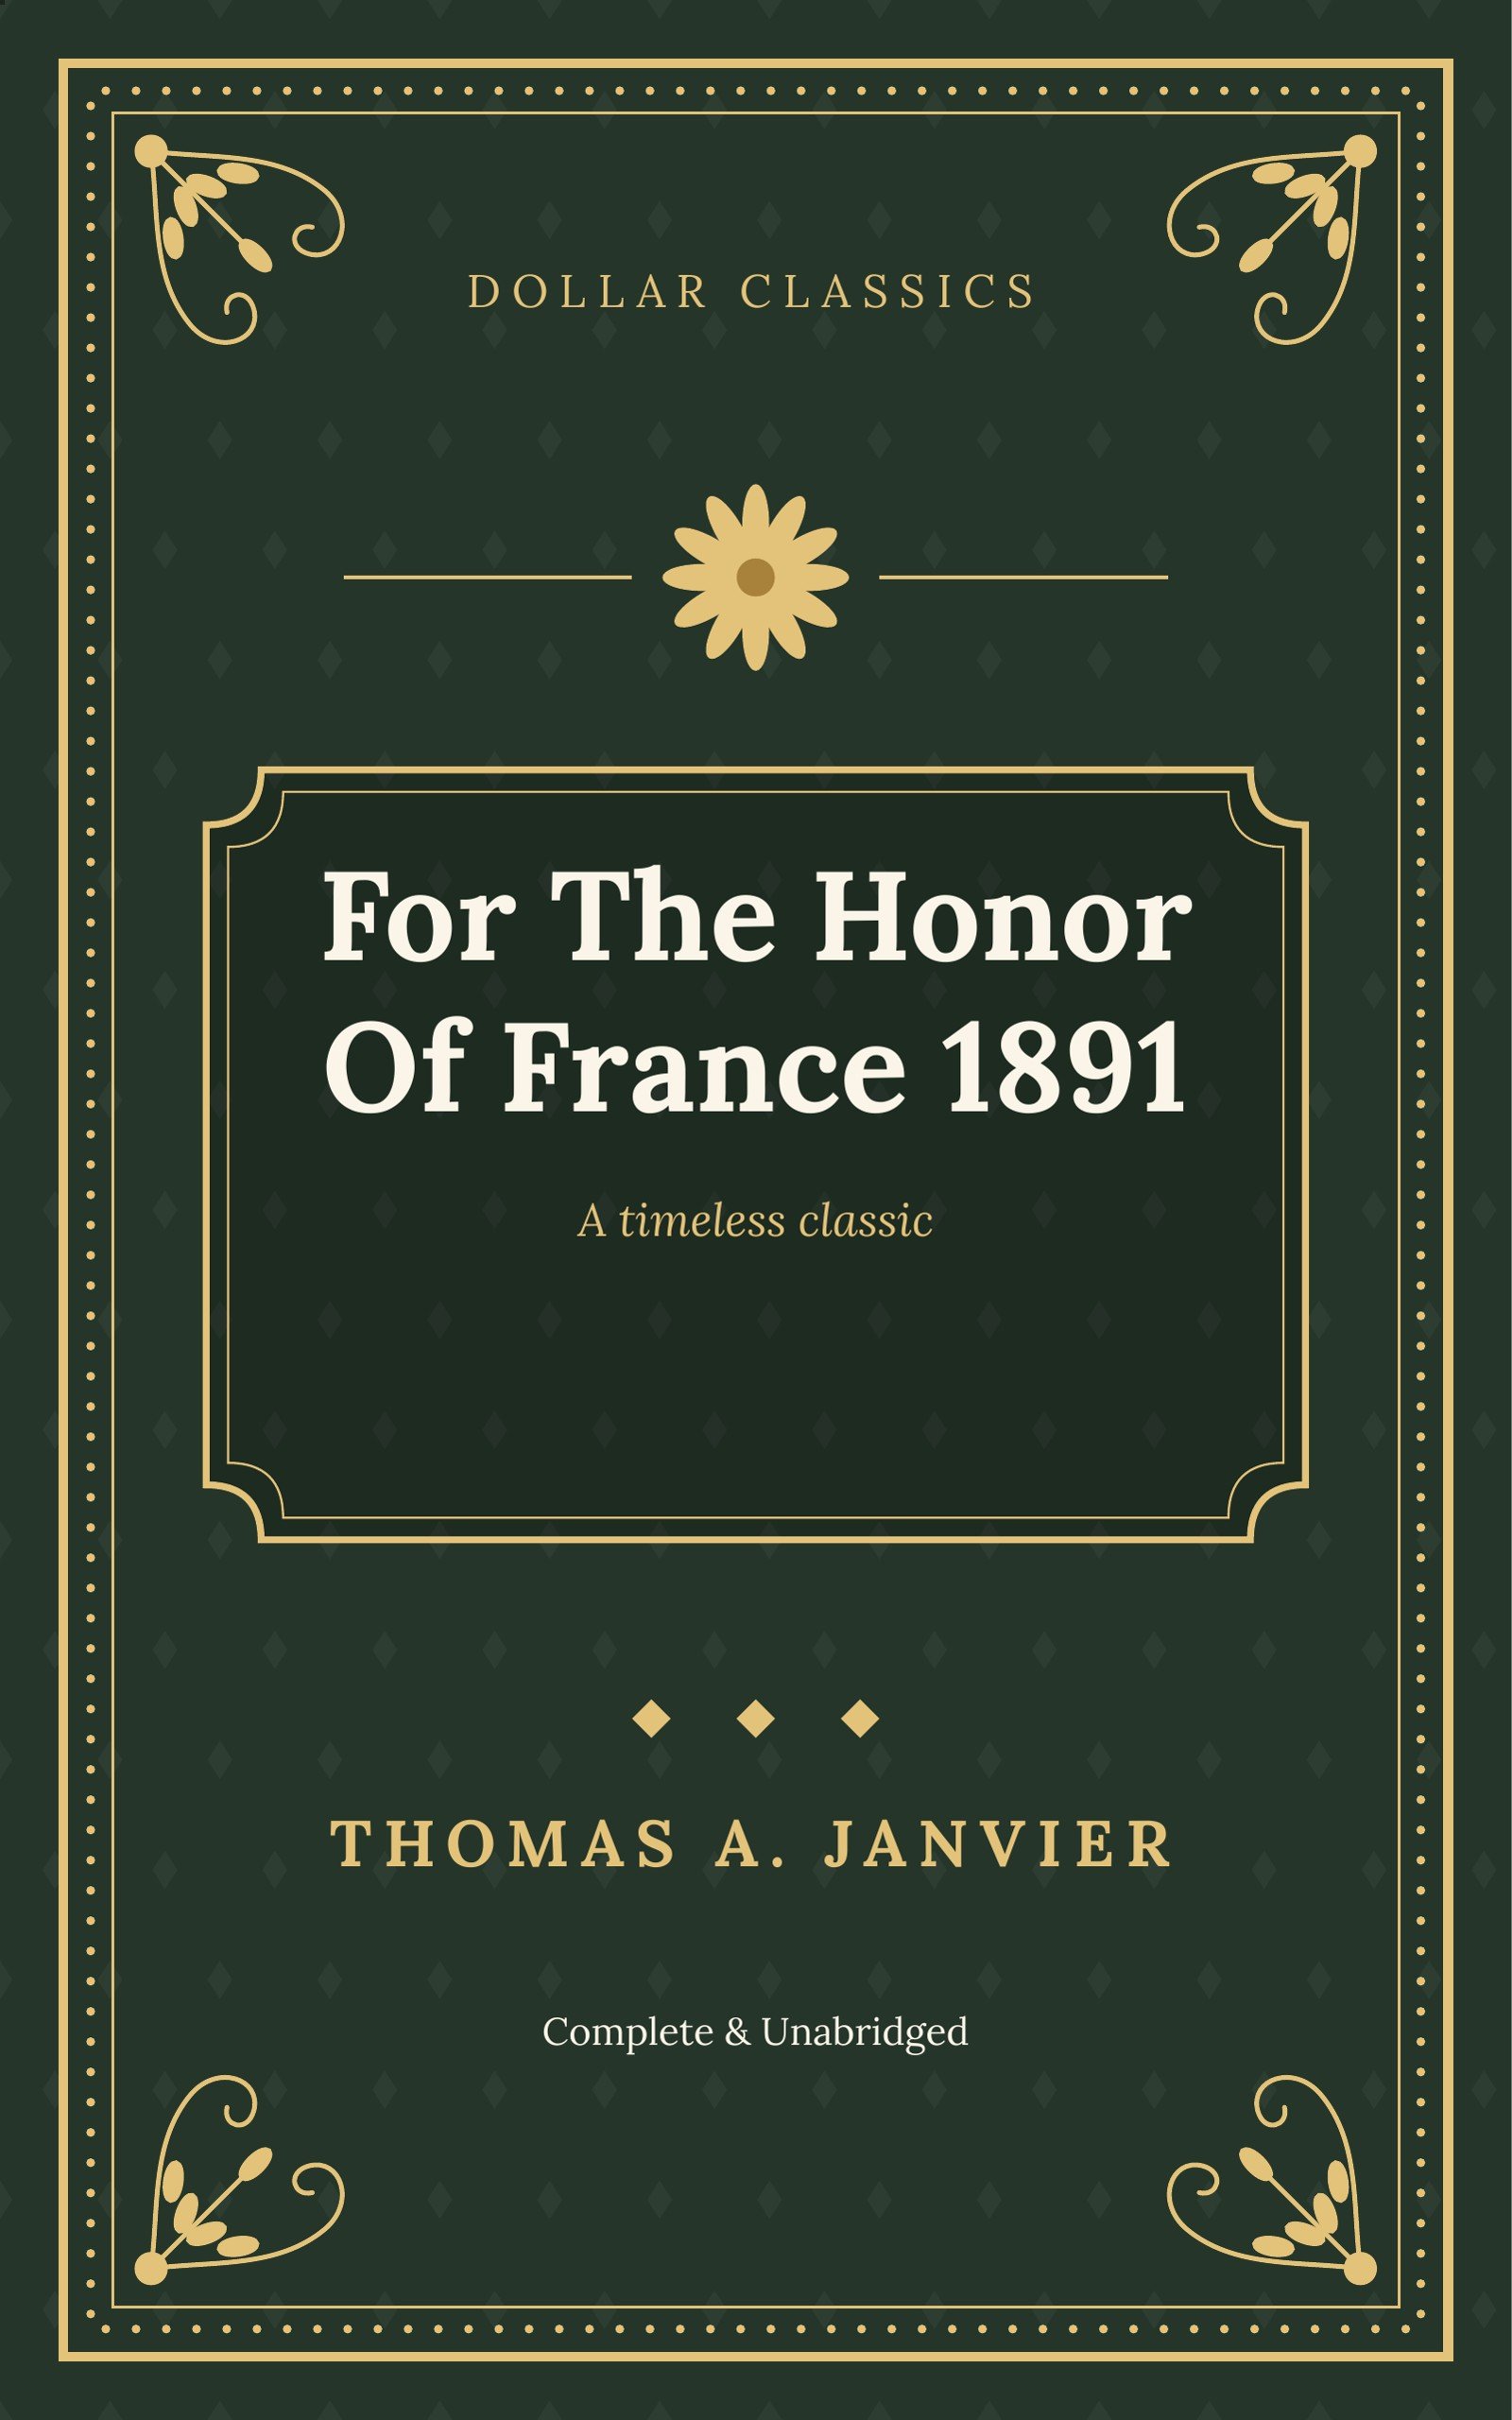 DOLLAR CLASSICS
For The Honor
Of France 1891
A timeless classic
THOMAS A. JANVIER
Complete & Unabridged